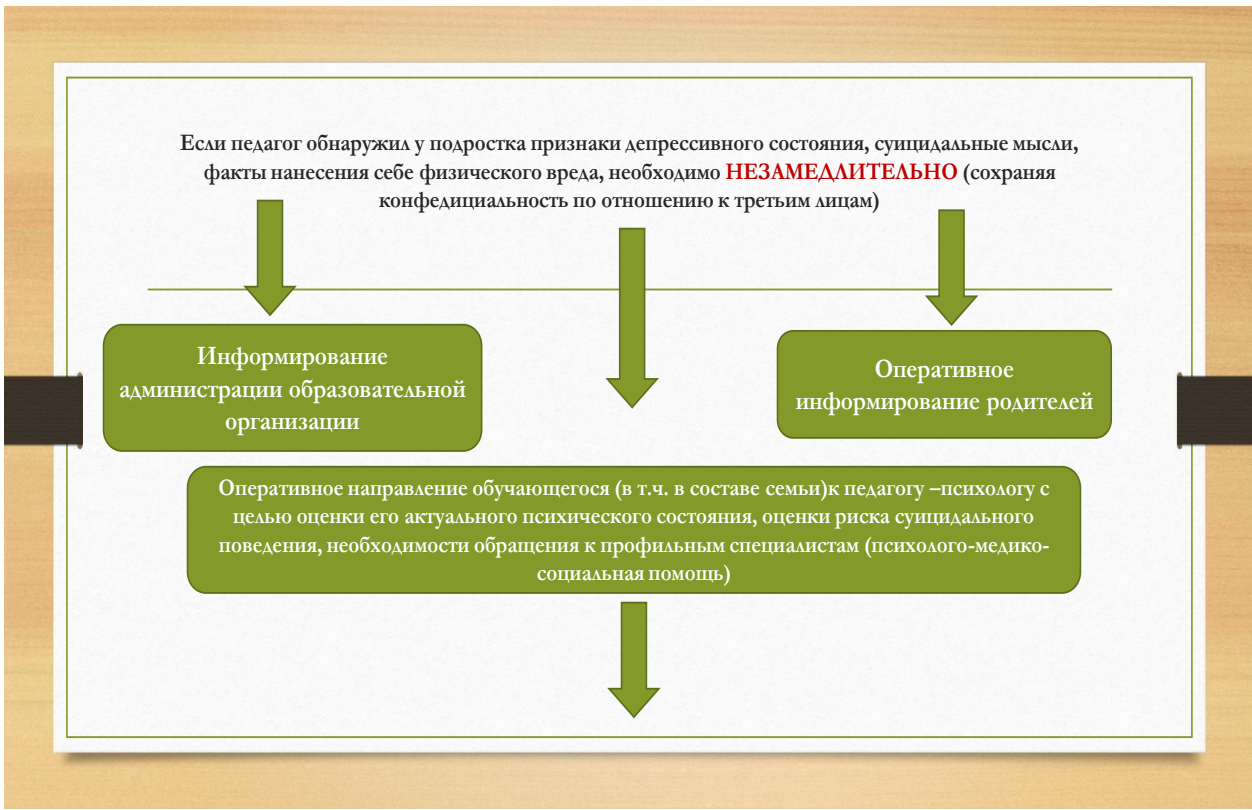 Если педагог обнаружил у подростка признаки депрессивного состояния, суицидальные мысли,
факты нанесения себе физического вреда, необходимо НЕЗАМЕДЛИТЕЛЬНО (сохраняя
конфедициальность по отношению к третьим лицам)
Информирование
администрации образовательной
организации
Оперативное
информирование родителей
Оперативное направление обучающегося (в т.ч. в составе семьи)к педагогу –психологу с
целью оценки его актуального психического состояния, оценки риска суицидального
поведения, необходимости обращения к профильным специалистам (психолого-медико-
социальная помощь)